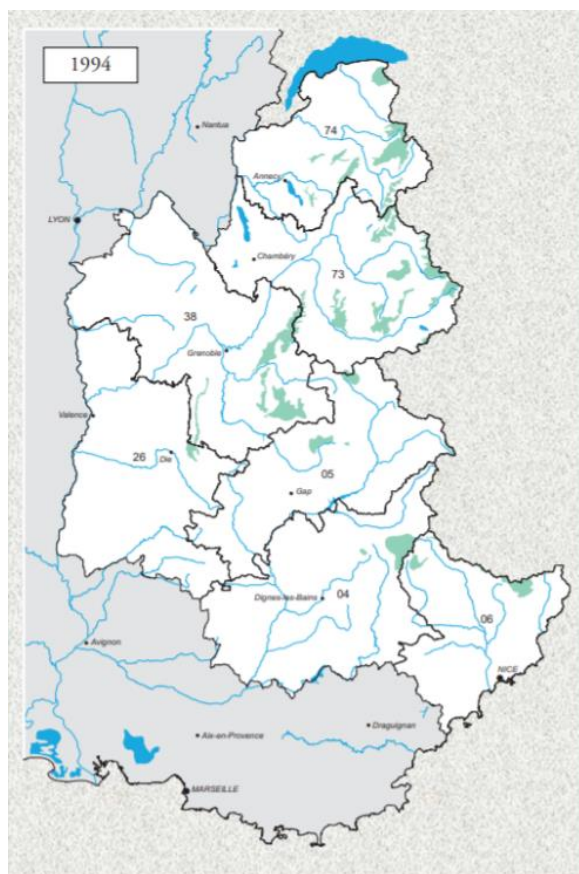 1994
Nantua
74
Annecy
LYON
Chambéry
73
38
Grenoble
Valence
26
Die
05
Gap
Dignes-les-Bains
04
06
Avignon
NICE
Draguignan
Aix-en-Provence
MARSEILLE